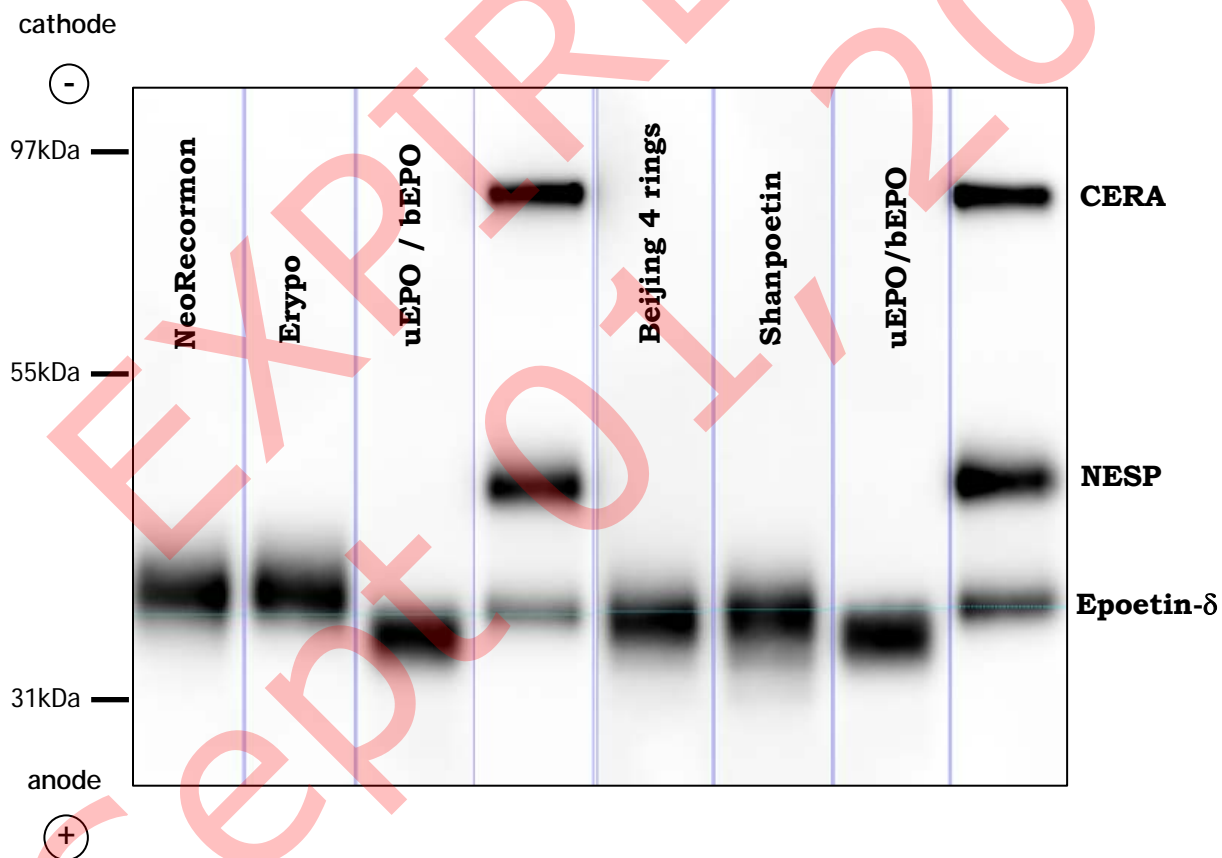 cathode
-
97kDa
55kDa
31kDa
anode
+
NeoRecormon
Erypo
uEPO / bEPO
Beijing 4 rings
Shanpoetin
uEPO/bEPO
CERA
NESP
Epoetin-δ
EXPIRE
ept 01, 20